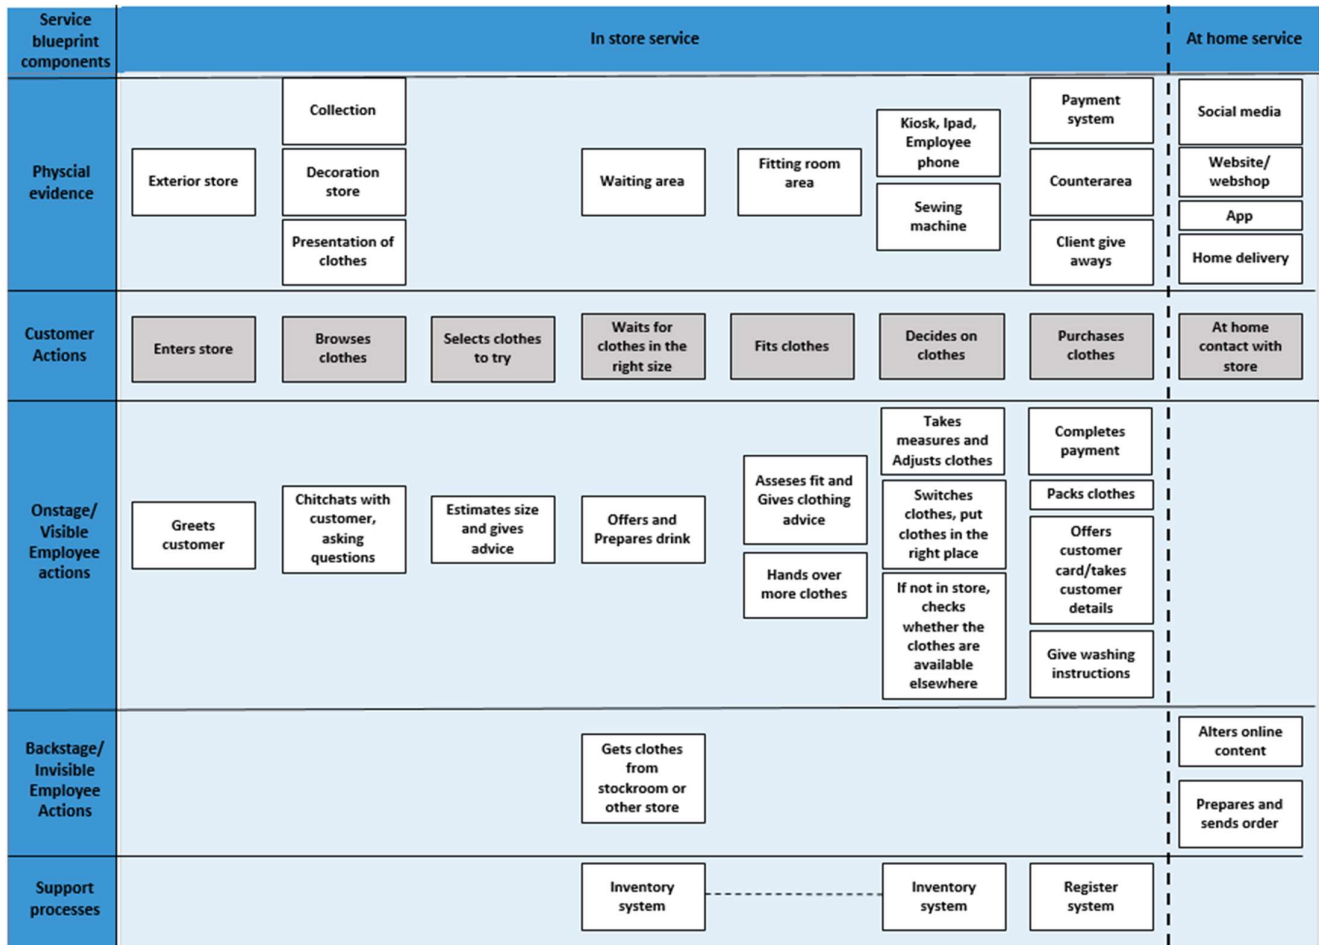 Service
blueprint
components
In store service
At home service
Physcial
evidence
Exterior store
Collection
Decoration
store
Presentation of
clothes
Waiting area
Fitting room
area
Kiosk, Ipad,
Employee
phone
Sewing
machine
Payment
system
Counterarea
Client give
aways
Social media
Website/
webshop
App
Home delivery
Customer
Actions
Enters store
Browses
clothes
Selects clothes
to try
Waits for
clothes in the
right size
Fits clothes
Decides on
clothes
Purchases
clothes
At home
contact with
store
Onstage/
Visible
Employee
actions
Greets
customer
Chitchats with
customer,
asking
questions
Estimates size
and gives
advice
Offers and
Prepares drink
Asseses fit and
Gives clothing
advice
Hands over
more clothes
Takes
measures and
Adjusts clothes
Switches
clothes, put
clothes in the
right place
If not in store,
checks
whether the
clothes are
available
elsewhere
Completes
payment
Packs clothes
Offers
customer
card/takes
customer
details
Give washing
instructions
Backstage/
Invisible
Employee
Actions
Gets clothes
from
stockroom or
other store
Alters online
content
Prepares and
sends order
Support
processes
Inventory
system
Inventory
system
Register
system